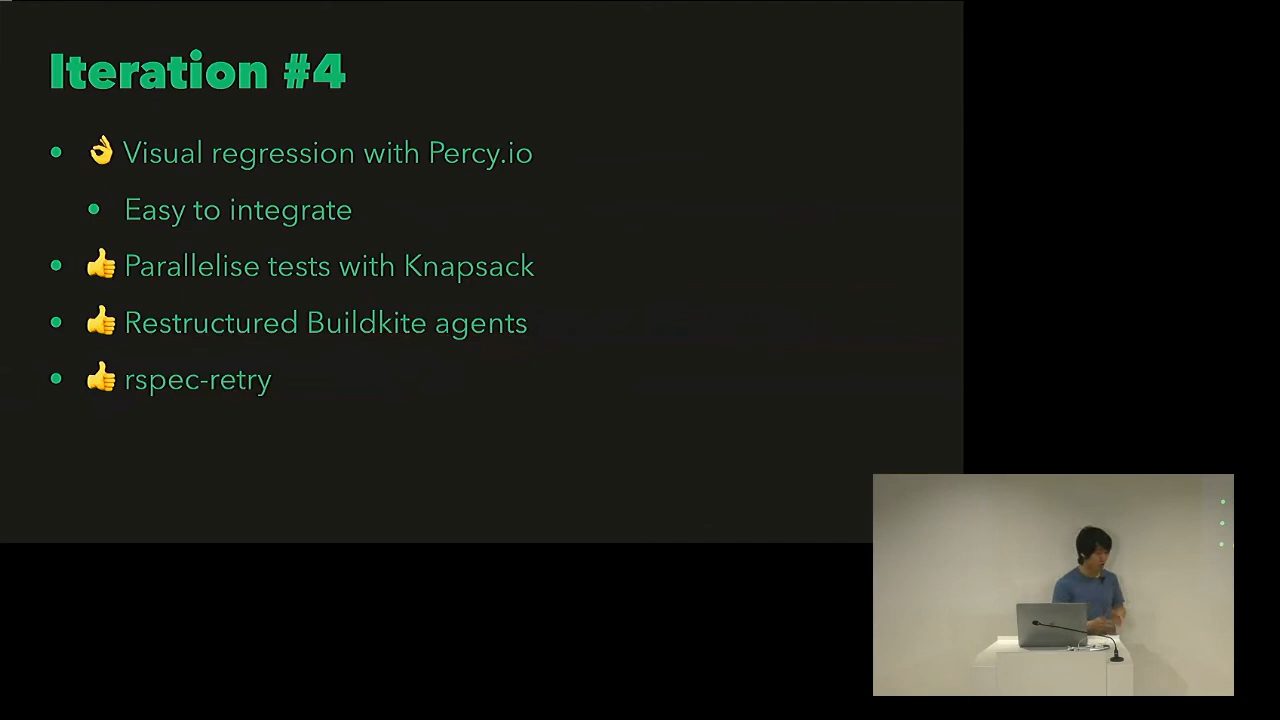 Iteration #4
👌 Visual regression with Percy.io
Easy to integrate
👍 Parallelise tests with Knapsack
👍 Restructured Buildkite agents
👍 rspec-retry